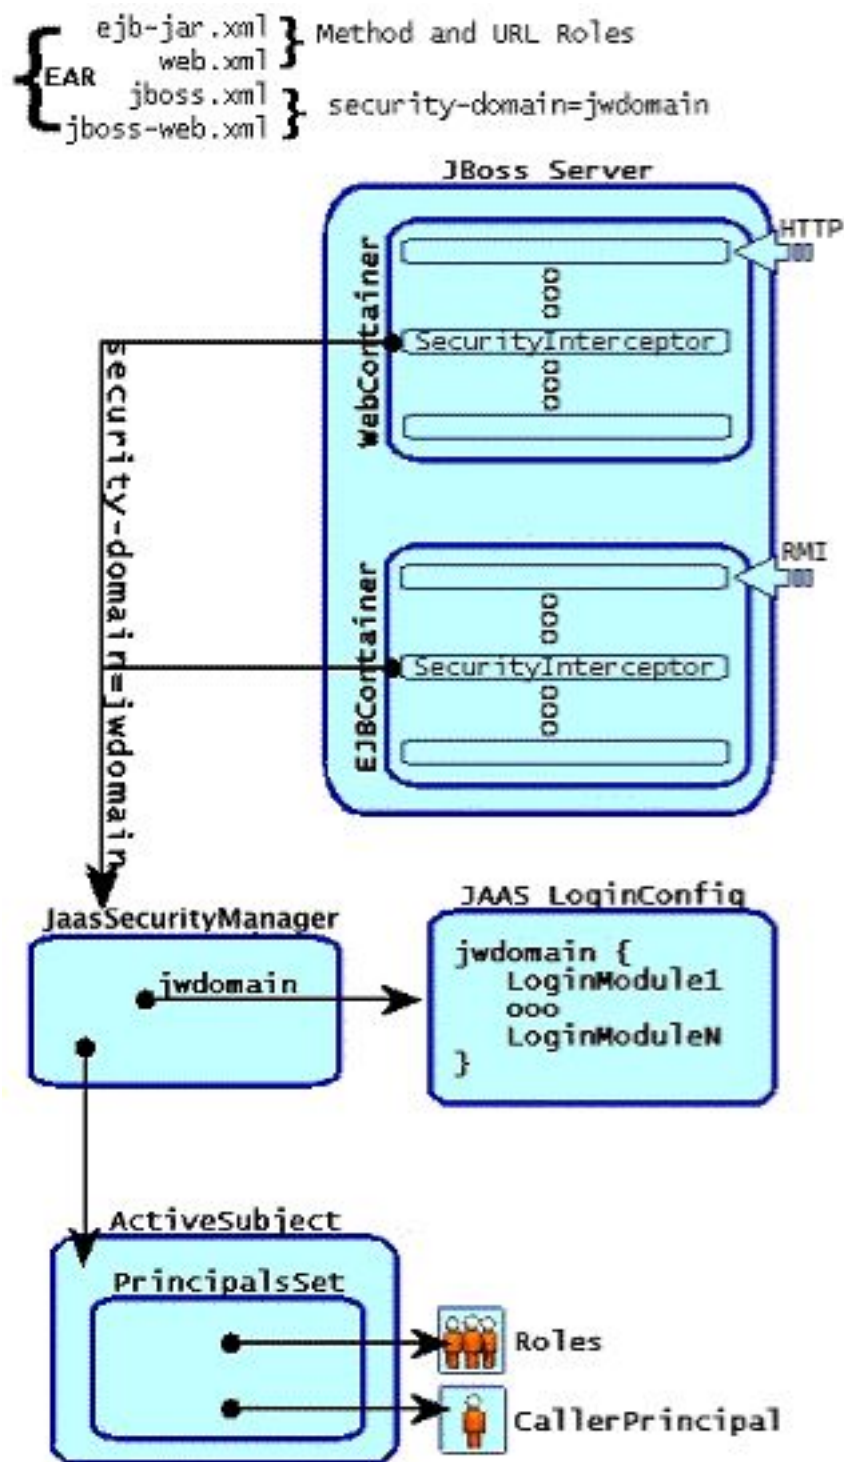 ejb-jar.xml } Method and URL Roles
web.xml
EAR
jboss.xml } security-domain=jwdomain
jboss-web.xml
JBoss Server
HTTP
WebContainer
SecurityInterceptor
security-domain=jwdomain
RMI
EJBContainer
SecurityInterceptor
JaasSecurityManager
jwdomain
JAAS LoginConfig
jwdomain {
LoginModule1
ooo
LoginModuleN
}
ActiveSubject
PrincipalsSet
Roles
CallerPrincipal